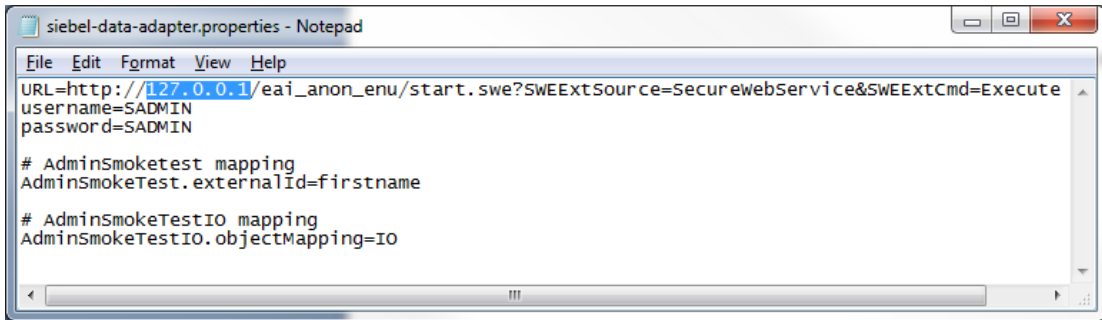 siebel-data-adapter.properties - Notepad
File Edit Format View Help
URL=http://127.0.0.1/eai_anon_enu/start.swe?SWEExtSource=SecureWebService&SWEExtCmd=Execute
username=SADMIN
password=SADMIN
# AdminSmoketest mapping
AdminSmokeTest.externalId=firstname
# AdminSmokeTestIO mapping
AdminSmokeTestIO.objectMapping=IO